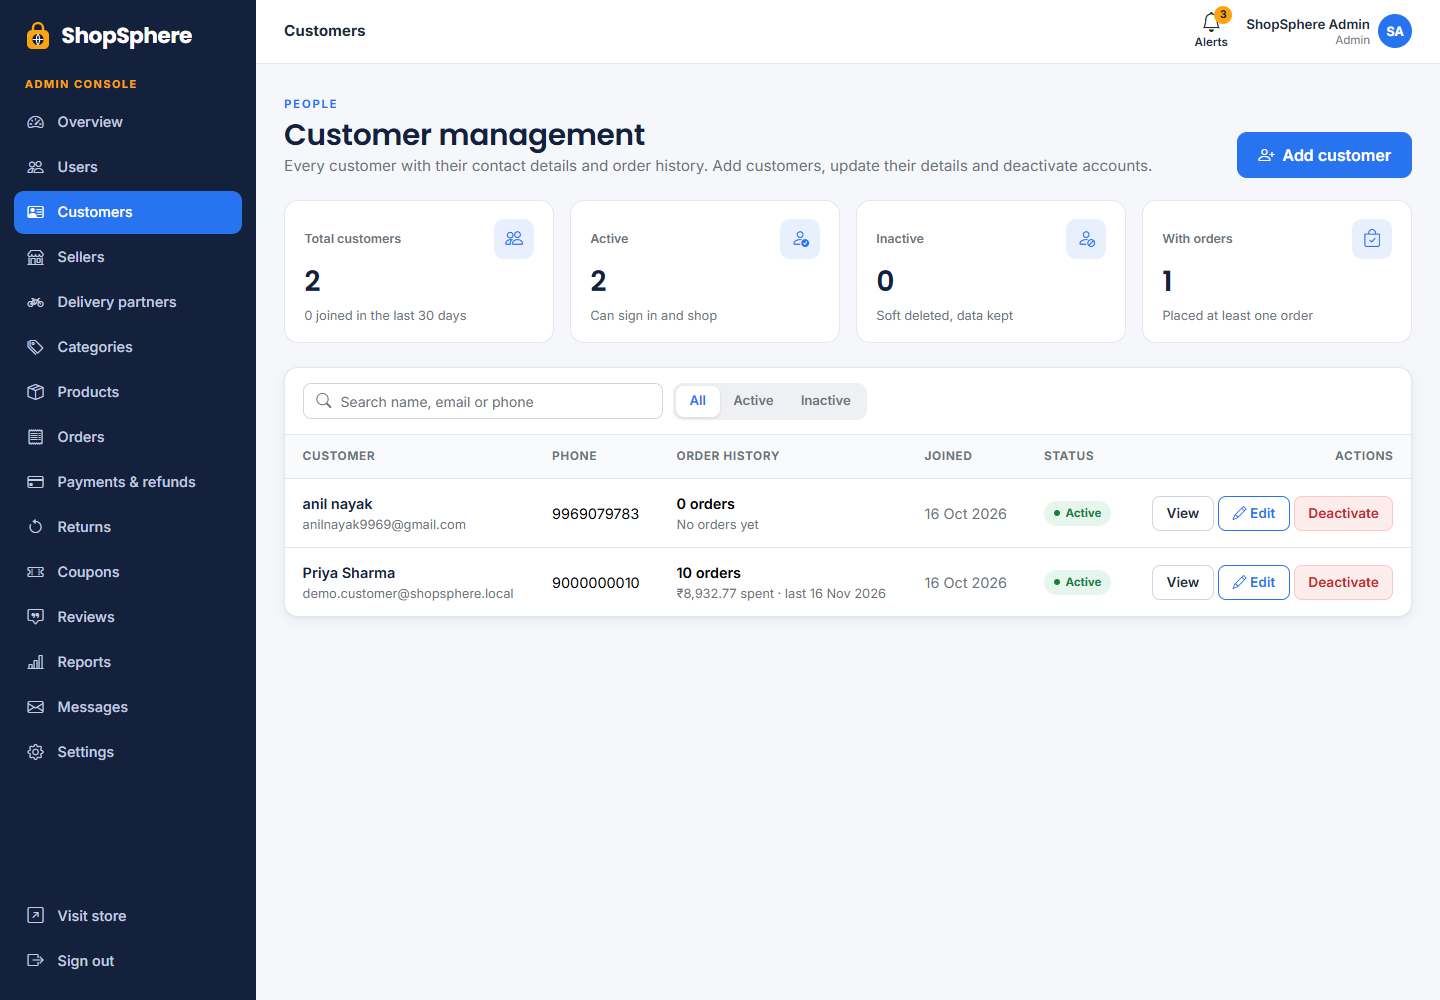 ShopSphere
ADMIN CONSOLE
Overview
Users
Customers
Sellers
Delivery partners
Categories
Products
Orders
Payments & refunds
Returns
Coupons
Reviews
Reports
Messages
Settings
Visit store
Sign out
Customers
3
Alerts
ShopSphere Admin
Admin
SA
PEOPLE
Customer management
Every customer with their contact details and order history. Add customers, update their details and deactivate accounts.
Add customer
Total customers
2
0 joined in the last 30 days
Active
2
Can sign in and shop
Inactive
0
Soft deleted, data kept
With orders
1
Placed at least one order
Search name, email or phone
All Active Inactive
CUSTOMER PHONE ORDER HISTORY JOINED STATUS ACTIONS
anil nayak
anilnayak9969@gmail.com
9969079783
0 orders
No orders yet
16 Oct 2026
Active
View Edit Deactivate
Priya Sharma
demo.customer@shopsphere.local
9000000010
10 orders
₹8,932.77 spent · last 16 Nov 2026
16 Oct 2026
Active
View Edit Deactivate